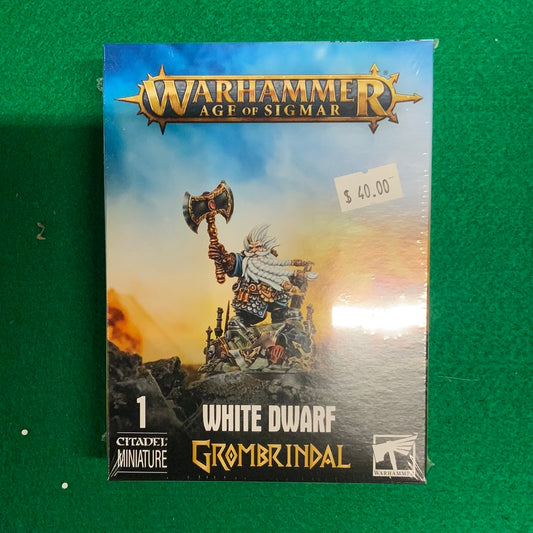 WARHAMMER
AGE OF SIGMAR
$ 40.00
1
CITADEL
MINIATURE
WHITE DWARF
GROMBRINDAL
WARHAMMER